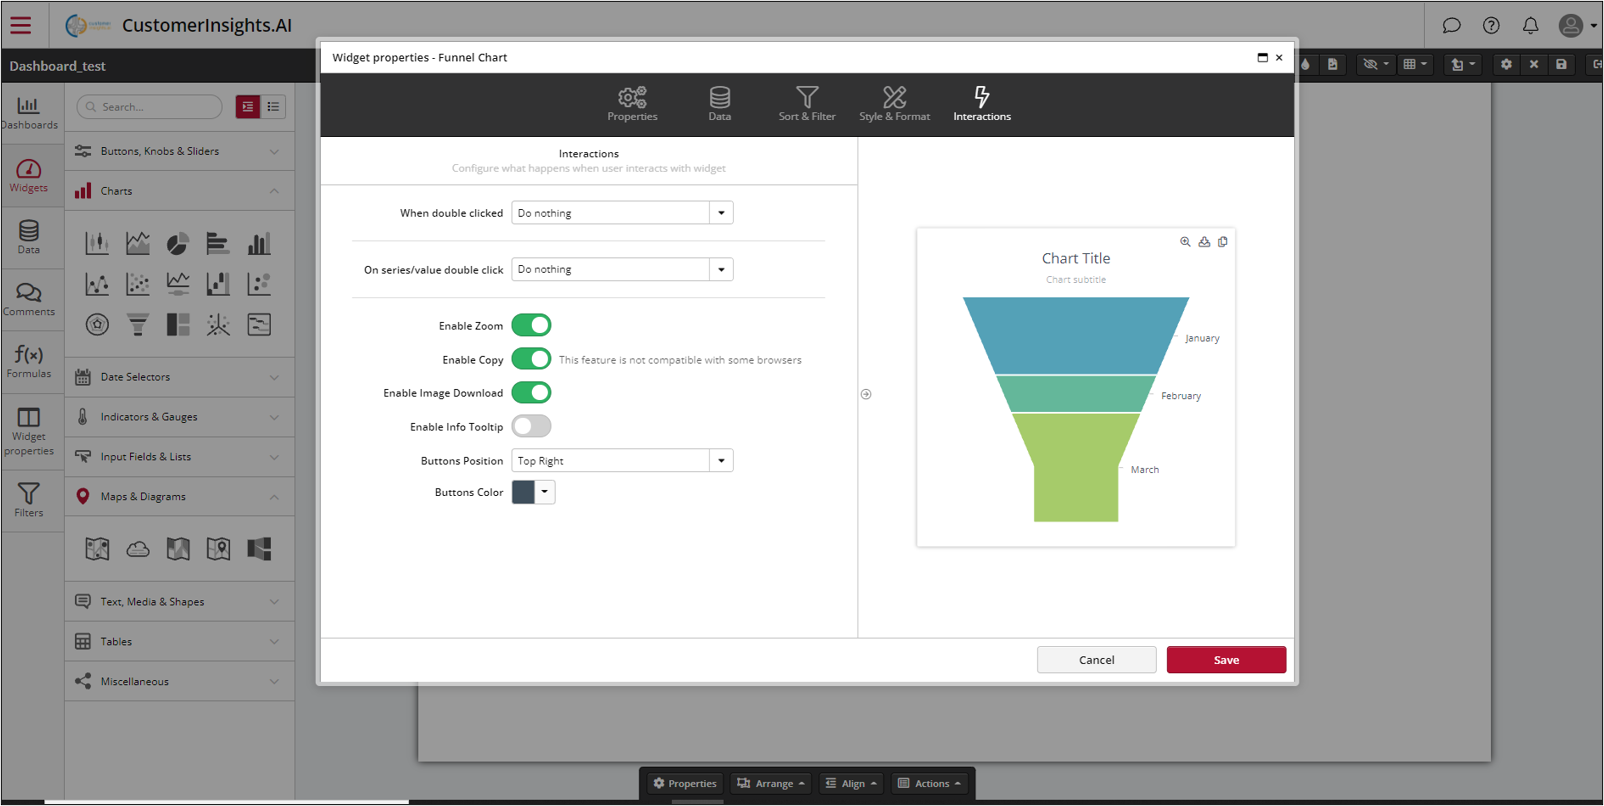 CustomerInsights.AI
Dashboard_test
Dashboards
Widgets
Data
Comments
f(x)
Formulas
Widget
properties
Filters
Search...
Buttons, Knobs & Sliders
Charts
Date Selectors
Indicators & Gauges
Input Fields & Lists
Maps & Diagrams
Text, Media & Shapes
Tables
Miscellaneous
Widget properties - Funnel Chart
Properties
Data
Sort & Filter
Style & Format
Interactions
Interactions
Configure what happens when user interacts with widget
When double clicked Do nothing
On series/value double click Do nothing
Enable Zoom
Enable Copy This feature is not compatible with some browsers
Enable Image Download
Enable Info Tooltip
Buttons Position Top Right
Buttons Color
Chart Title
Chart subtitle
January
February
March
Cancel Save
Properties Arrange Align Actions